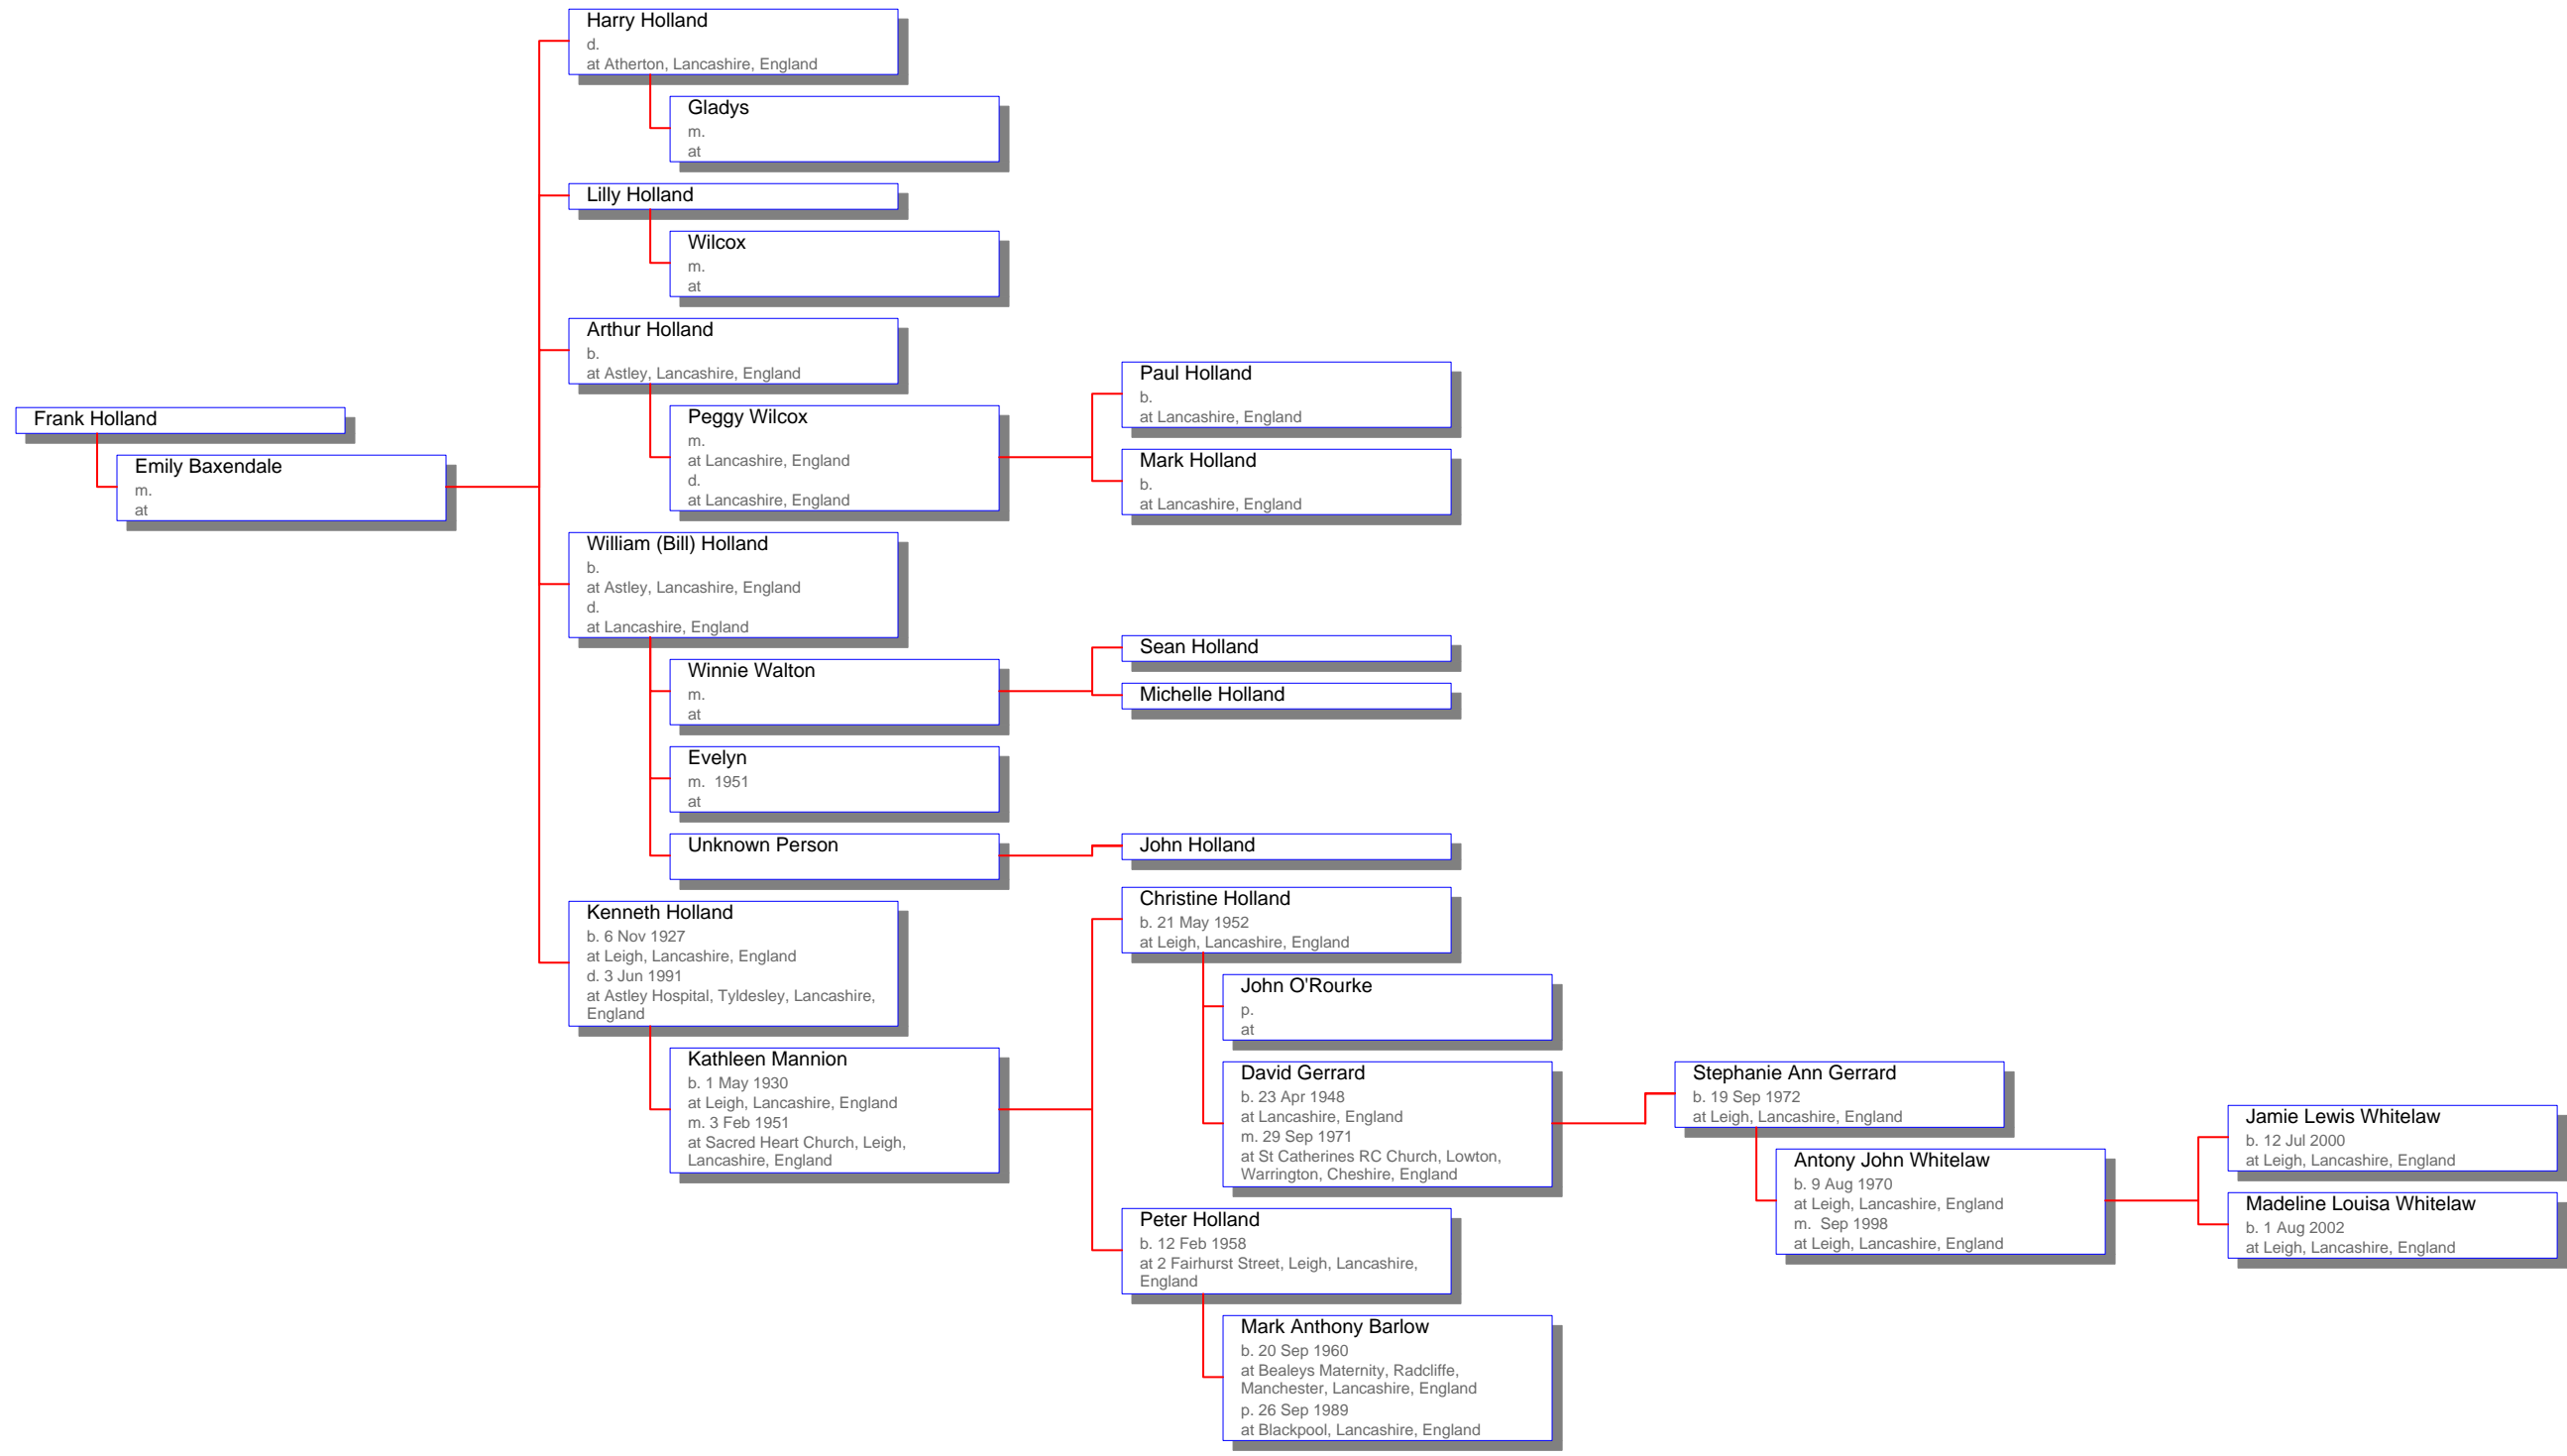 Frank Holland
Emily Baxendale
m.
at
Harry Holland
d.
at Atherton, Lancashire, England
Gladys
m.
at
Lilly Holland
Wilcox
m.
at
Arthur Holland
b.
at Astley, Lancashire, England
Peggy Wilcox
m.
at Lancashire, England
d.
at Lancashire, England
Paul Holland
b.
at Lancashire, England
Mark Holland
b.
at Lancashire, England
William (Bill) Holland
b.
at Astley, Lancashire, England
d.
at Lancashire, England
Winnie Walton
m.
at
Sean Holland
Michelle Holland
Evelyn
m. 1951
at
Unknown Person
John Holland
Kenneth Holland
b. 6 Nov 1927
at Leigh, Lancashire, England
d. 3 Jun 1991
at Astley Hospital, Tyldesley, Lancashire,
England
Kathleen Mannion
b. 1 May 1930
at Leigh, Lancashire, England
m. 3 Feb 1951
at Sacred Heart Church, Leigh,
Lancashire, England
Christine Holland
b. 21 May 1952
at Leigh, Lancashire, England
John O'Rourke
p.
at
David Gerrard
b. 23 Apr 1948
at Lancashire, England
m. 29 Sep 1971
at St Catherines RC Church, Lowton,
Warrington, Cheshire, England
Stephanie Ann Gerrard
b. 19 Sep 1972
at Leigh, Lancashire, England
Antony John Whitelaw
b. 9 Aug 1970
at Leigh, Lancashire, England
m. Sep 1998
at Leigh, Lancashire, England
Jamie Lewis Whitelaw
b. 12 Jul 2000
at Leigh, Lancashire, England
Madeline Louisa Whitelaw
b. 1 Aug 2002
at Leigh, Lancashire, England
Peter Holland
b. 12 Feb 1958
at 2 Fairhurst Street, Leigh, Lancashire,
England
Mark Anthony Barlow
b. 20 Sep 1960
at Bealeys Maternity, Radcliffe,
Manchester, Lancashire, England
p. 26 Sep 1989
at Blackpool, Lancashire, England